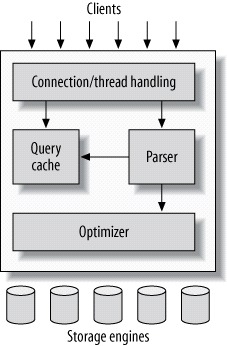 Clients
Connection/thread handling
Query
cache
Parser
Optimizer
Storage engines